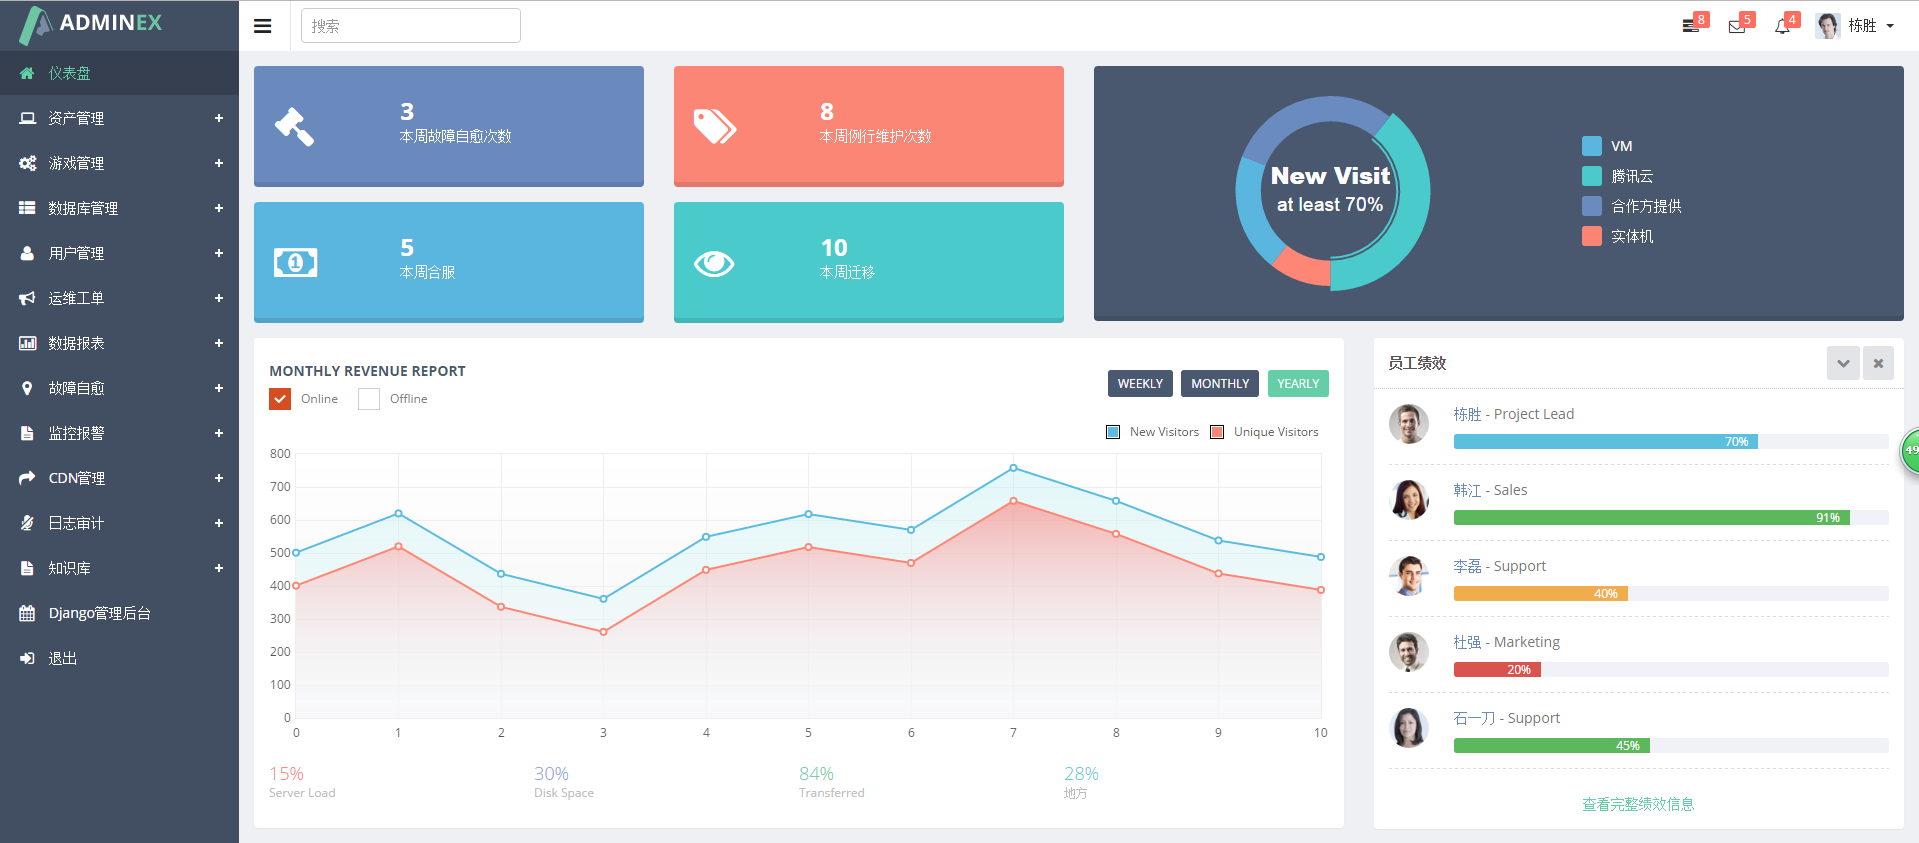 ADMINEX
搜索
8
5
4
栋胜
仪表盘
资产管理
游戏管理
数据库管理
用户管理
运维工单
数据报表
故障自愈
监控报警
CDN管理
日志审计
知识库
Django管理后台
退出
3
本周故障自愈次数
8
本周例行维护次数
5
本周合服
10
本周迁移
New Visit
at least 70%
VM
腾讯云
合作方提供
实体机
MONTHLY REVENUE REPORT
Online
Offline
WEEKLY
MONTHLY
YEARLY
New Visitors
Unique Visitors
800
700
600
500
400
300
200
100
0
0 1 2 3 4 5 6 7 8 9 10
15%
Server Load
30%
Disk Space
84%
Transferred
28%
地方
员工绩效
栋胜 - Project Lead
70%
韩江 - Sales
91%
李磊 - Support
40%
杜强 - Marketing
20%
石一刀 - Support
45%
查看完整绩效信息